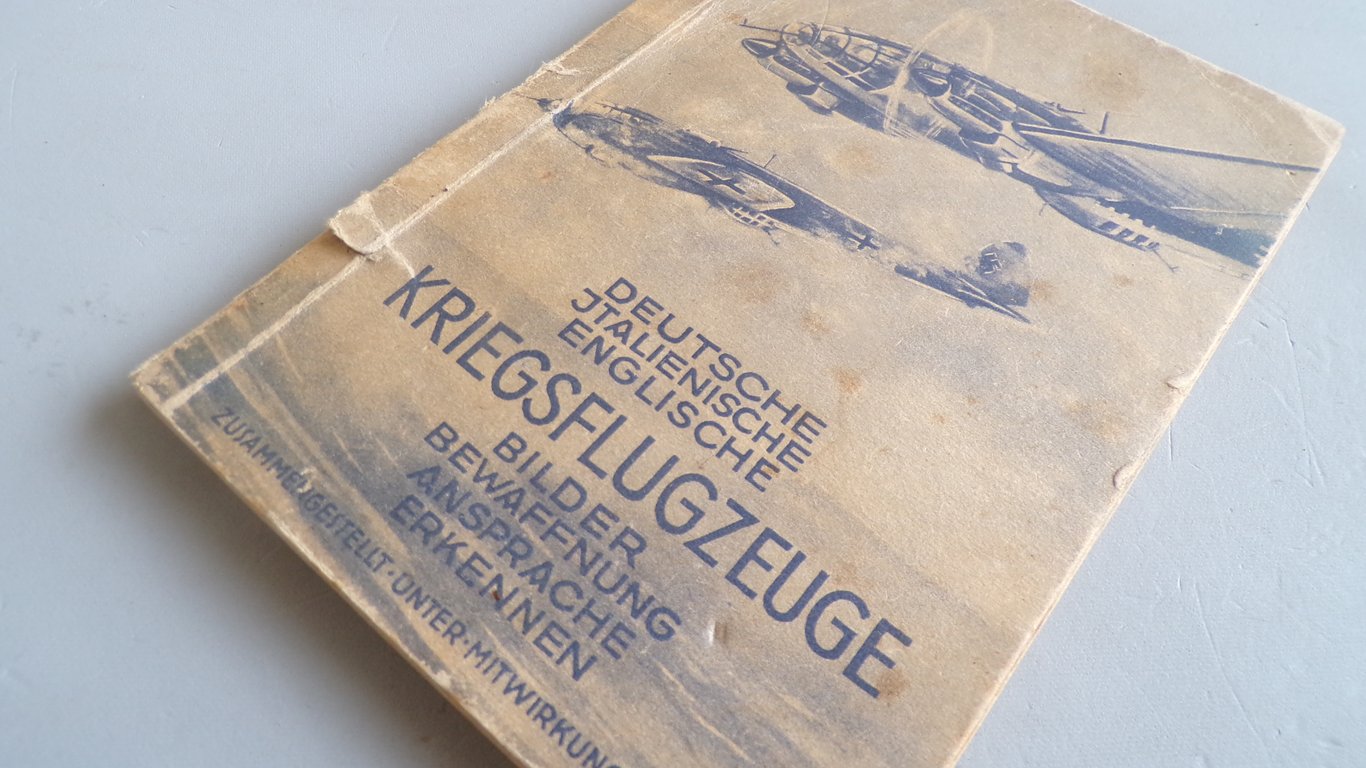 DEUTSCHE
JTALIENISCHE
ENGLISCHE
KRIEGSFLUGZEUGE
BILDER
BEWAFFNUNG
ANSPRACHE
ERKENNEN
ZUSAMMENGESTELLT·UNTER·MITWIRKUNG